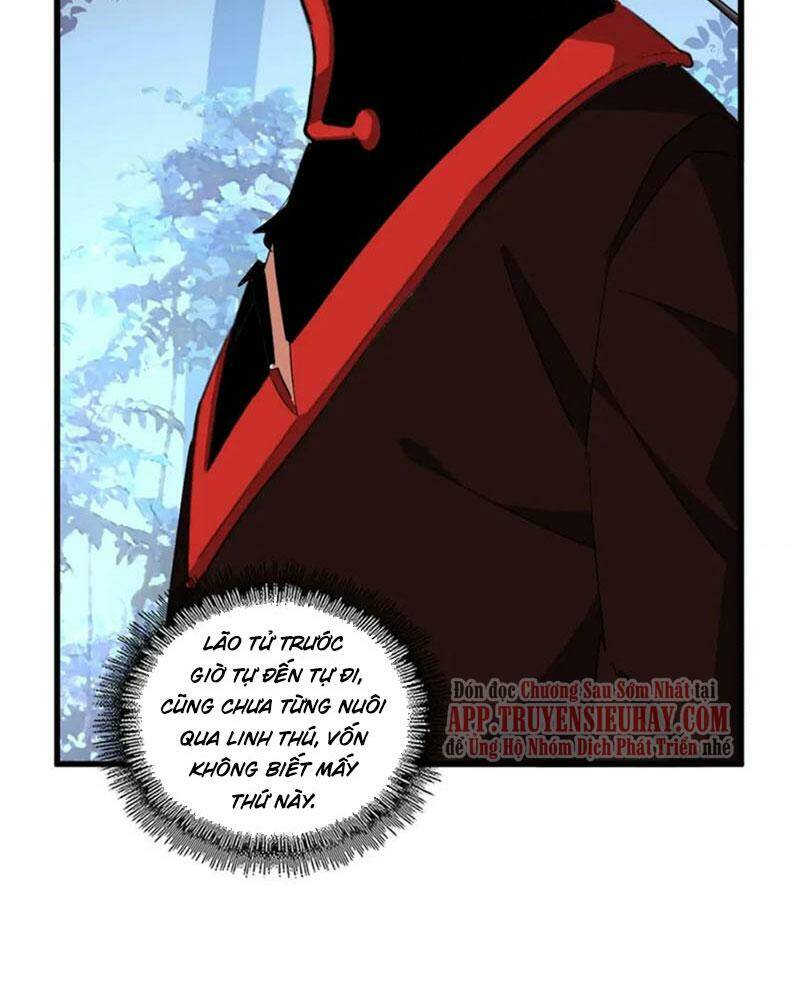 LÃO TỬ TRƯỚC
GIỜ TỰ ĐẾN TỰ ĐI,
CŨNG CHƯA TỪNG NUÔI
QUA LINH THÚ, VỐN
KHÔNG BIẾT MẤY
THỨ NÀY.
Đón đọc Chương Sau Sớm Nhất tại
APP.TRUYENSIEUHAY.COM
để Ủng Hộ Nhóm Dịch Phát Triển nhé